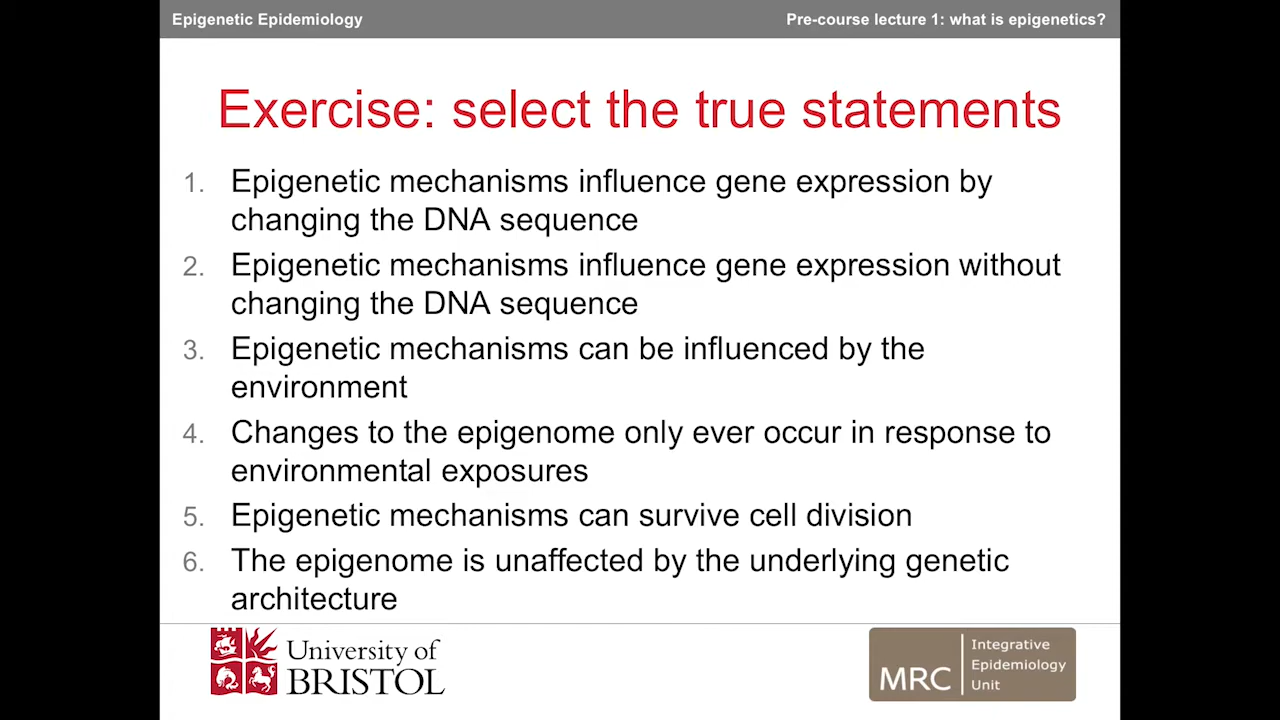 Epigenetic Epidemiology
Pre-course lecture 1: what is epigenetics?
Exercise: select the true statements
1. Epigenetic mechanisms influence gene expression by
changing the DNA sequence
2. Epigenetic mechanisms influence gene expression without
changing the DNA sequence
3. Epigenetic mechanisms can be influenced by the
environment
4. Changes to the epigenome only ever occur in response to
environmental exposures
5. Epigenetic mechanisms can survive cell division
6. The epigenome is unaffected by the underlying genetic
architecture
University of
BRISTOL
MRC
Integrative
Epidemiology
Unit